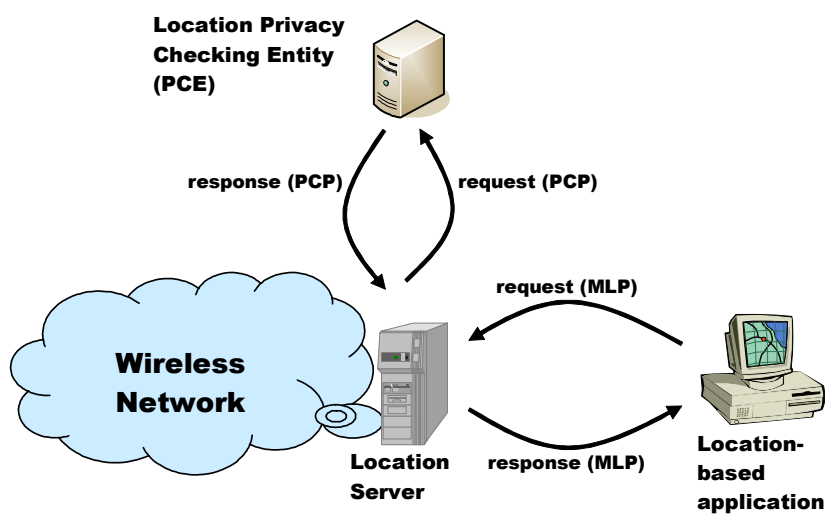 Location Privacy
Checking Entity
(PCE)
response (PCP)
request (PCP)
request (MLP)
Wireless
Network
Location
Server
response (MLP)
Location-
based
application